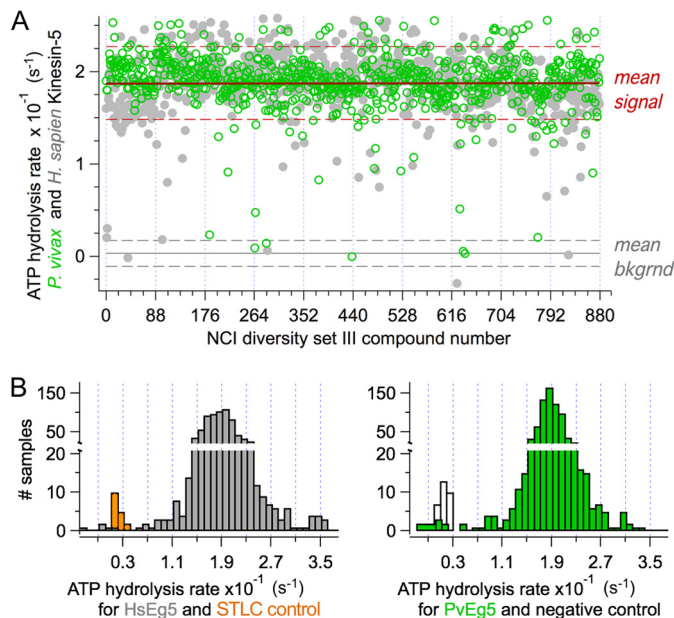 A
ATP hydrolysis rate x 10⁻¹ (s⁻¹)
P. vivax and H. sapien Kinesin-5
2
1
0
mean
signal
mean
bkgrnd
0 88 176 264 352 440 528 616 704 792 880
NCI diversity set III compound number
B
# samples
150
50
20
10
0
0.3 1.1 1.9 2.7 3.5
ATP hydrolysis rate x10⁻¹ (s⁻¹)
for HsEg5 and STLC control
150
50
20
10
0
0.3 1.1 1.9 2.7 3.5
ATP hydrolysis rate x10⁻¹ (s⁻¹)
for PvEg5 and negative control